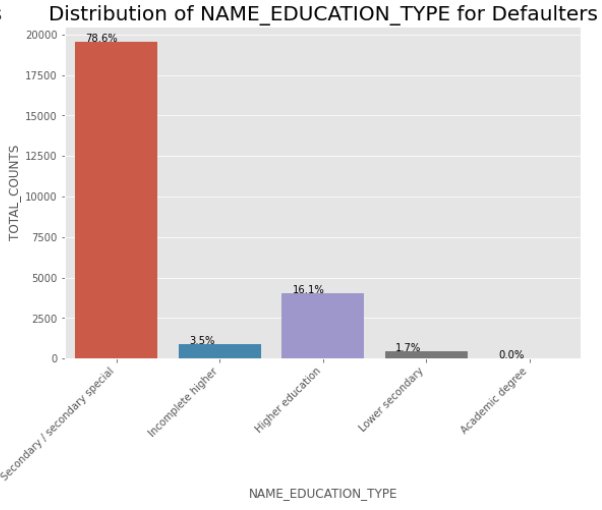 Distribution of NAME_EDUCATION_TYPE for Defaulters
20000
17500
15000
12500
10000
7500
5000
2500
0
TOTAL_COUNTS
78.6%
3.5%
16.1%
1.7%
0.0%
Secondary / secondary special
Incomplete higher
Higher education
Lower secondary
Academic degree
NAME_EDUCATION_TYPE